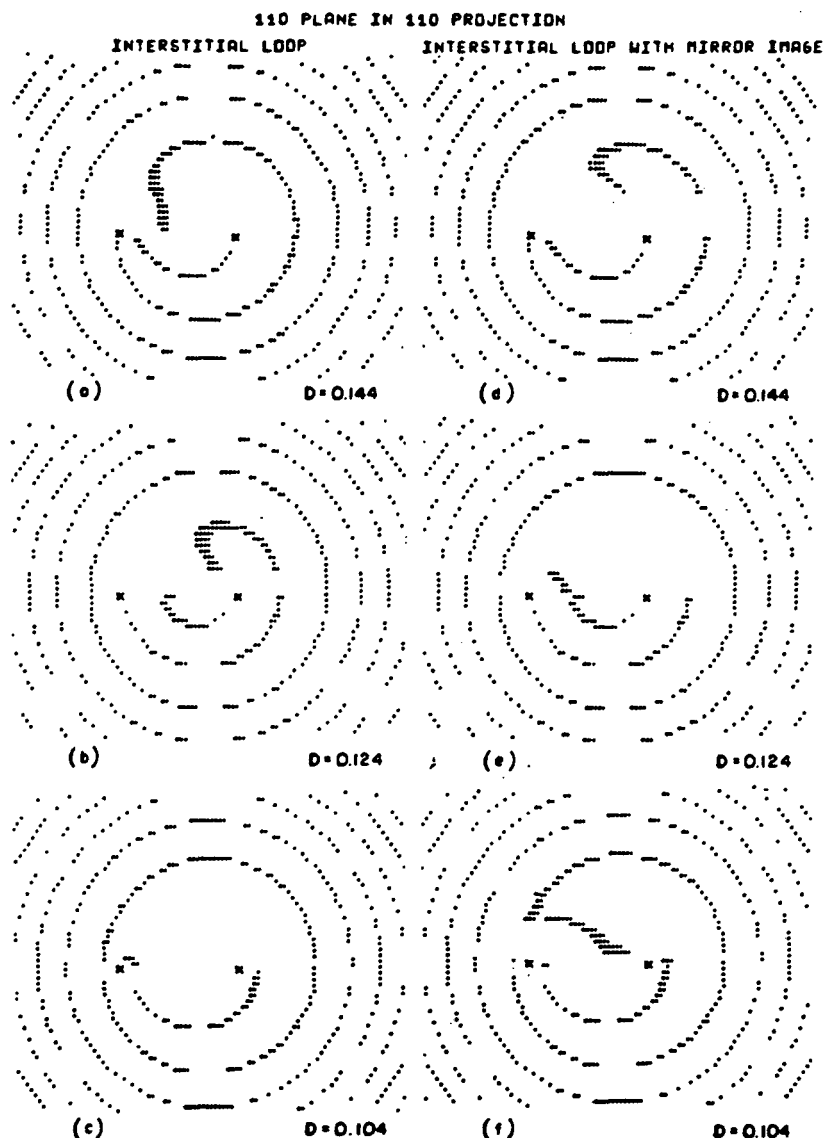 110 PLANE IN 110 PROJECTION
INTERSTITIAL LOOP
INTERSTITIAL LOOP WITH MIRROR IMAGE
(a) D=0.144
(d) D=0.144
(b) D=0.124
(e) D=0.124
(c) D=0.104
(f) D=0.104